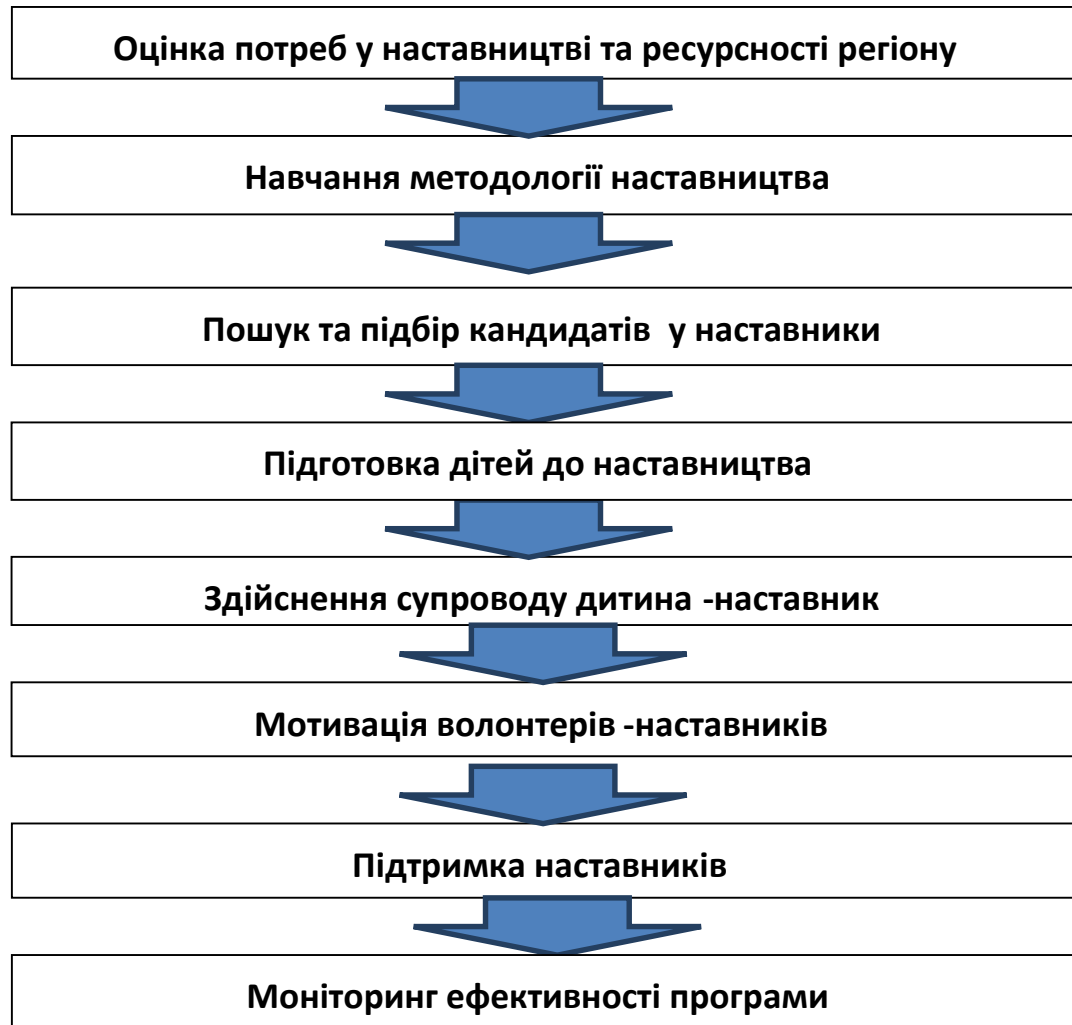 Оцінка потреб у наставництві та ресурсності регіону
Навчання методології наставництва
Пошук та підбір кандидатів у наставники
Підготовка дітей до наставництва
Здійснення супроводу дитина -наставник
Мотивація волонтерів -наставників
Підтримка наставників
Моніторинг ефективності програми